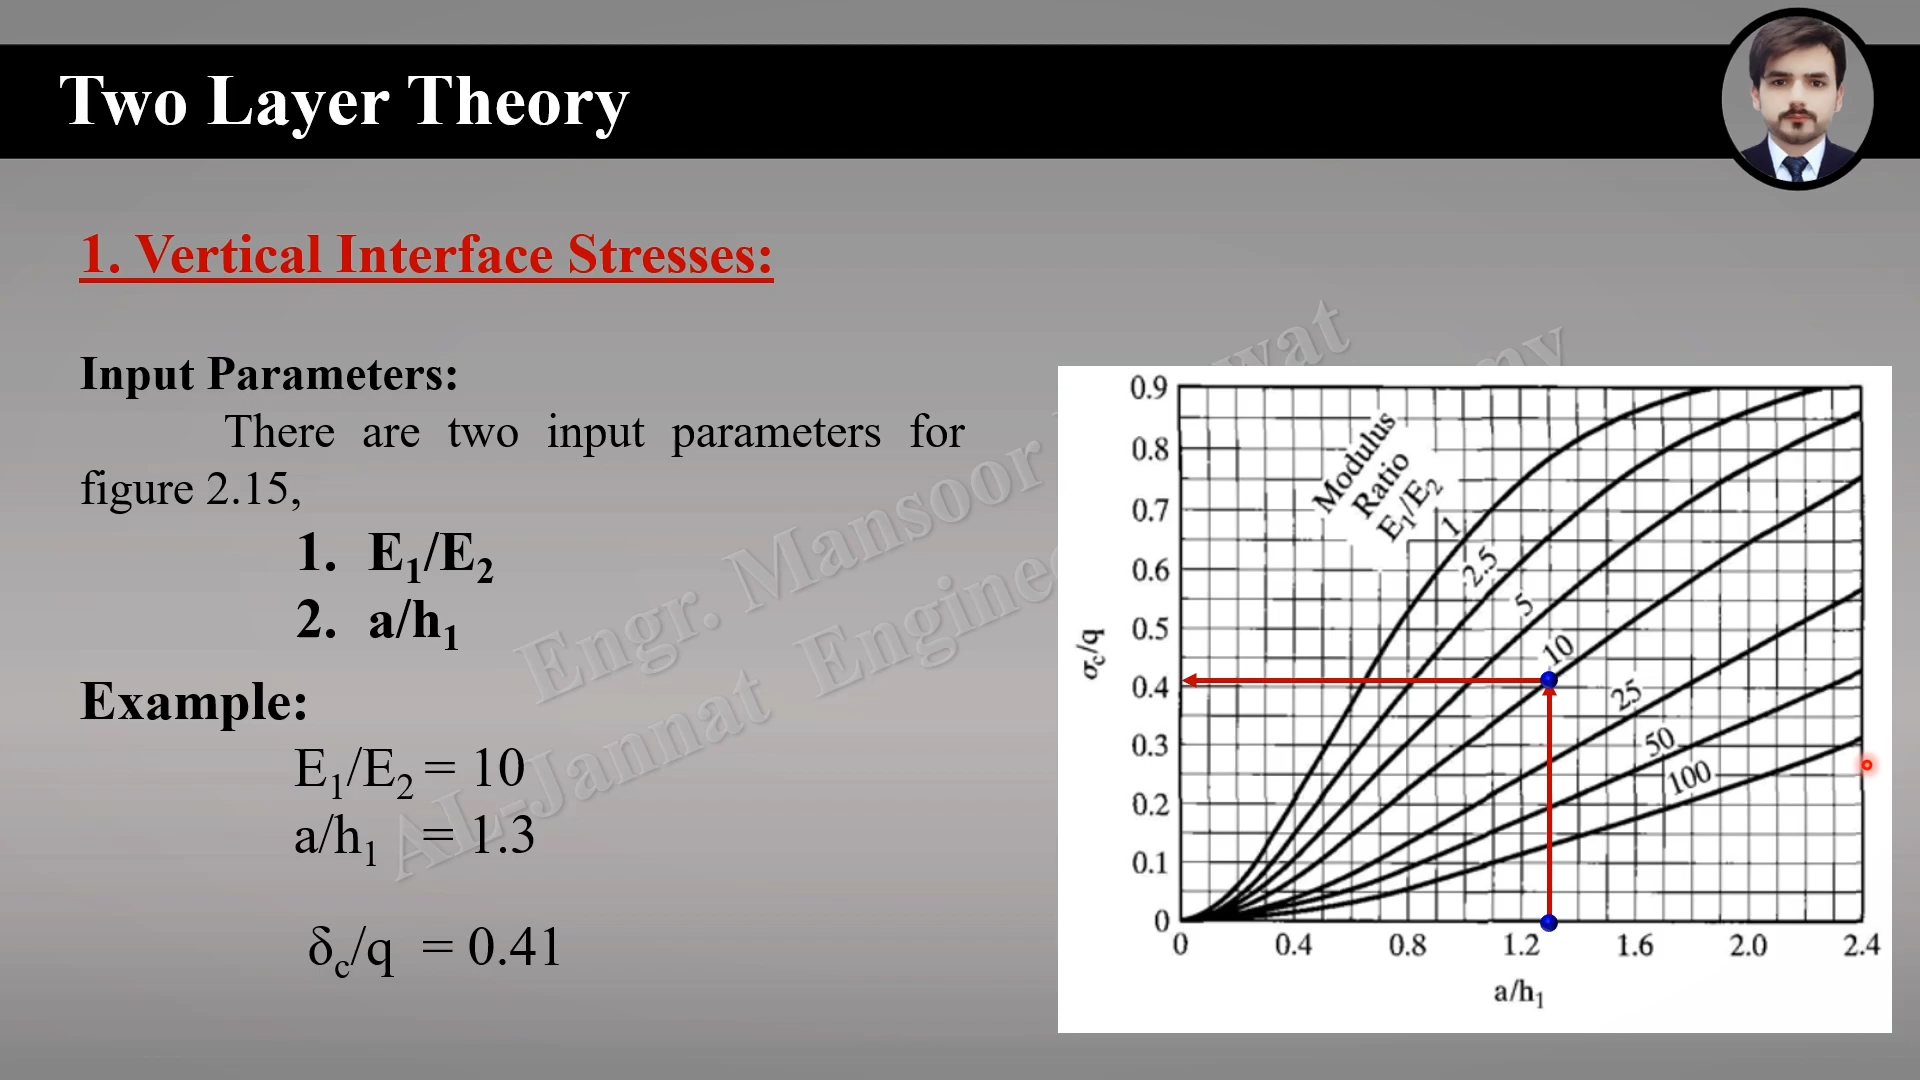 Two Layer Theory
1. Vertical Interface Stresses:
Input Parameters:
There are two input parameters for
figure 2.15,
1. E₁/E₂
2. a/h₁
Example:
E₁/E₂ = 10
a/h₁ = 1.3
δc/q = 0.41
Engr. Mansoor
AL-Jannat Enginee
wat
my
0.9
0.8
0.7
0.6
0.5
0.4
0.3
0.2
0.1
0
σc/q
Modulus
Ratio
E₁/E₂
1
2.5
5
10
25
50
100
0 0.4 0.8 1.2 1.6 2.0 2.4
a/h₁